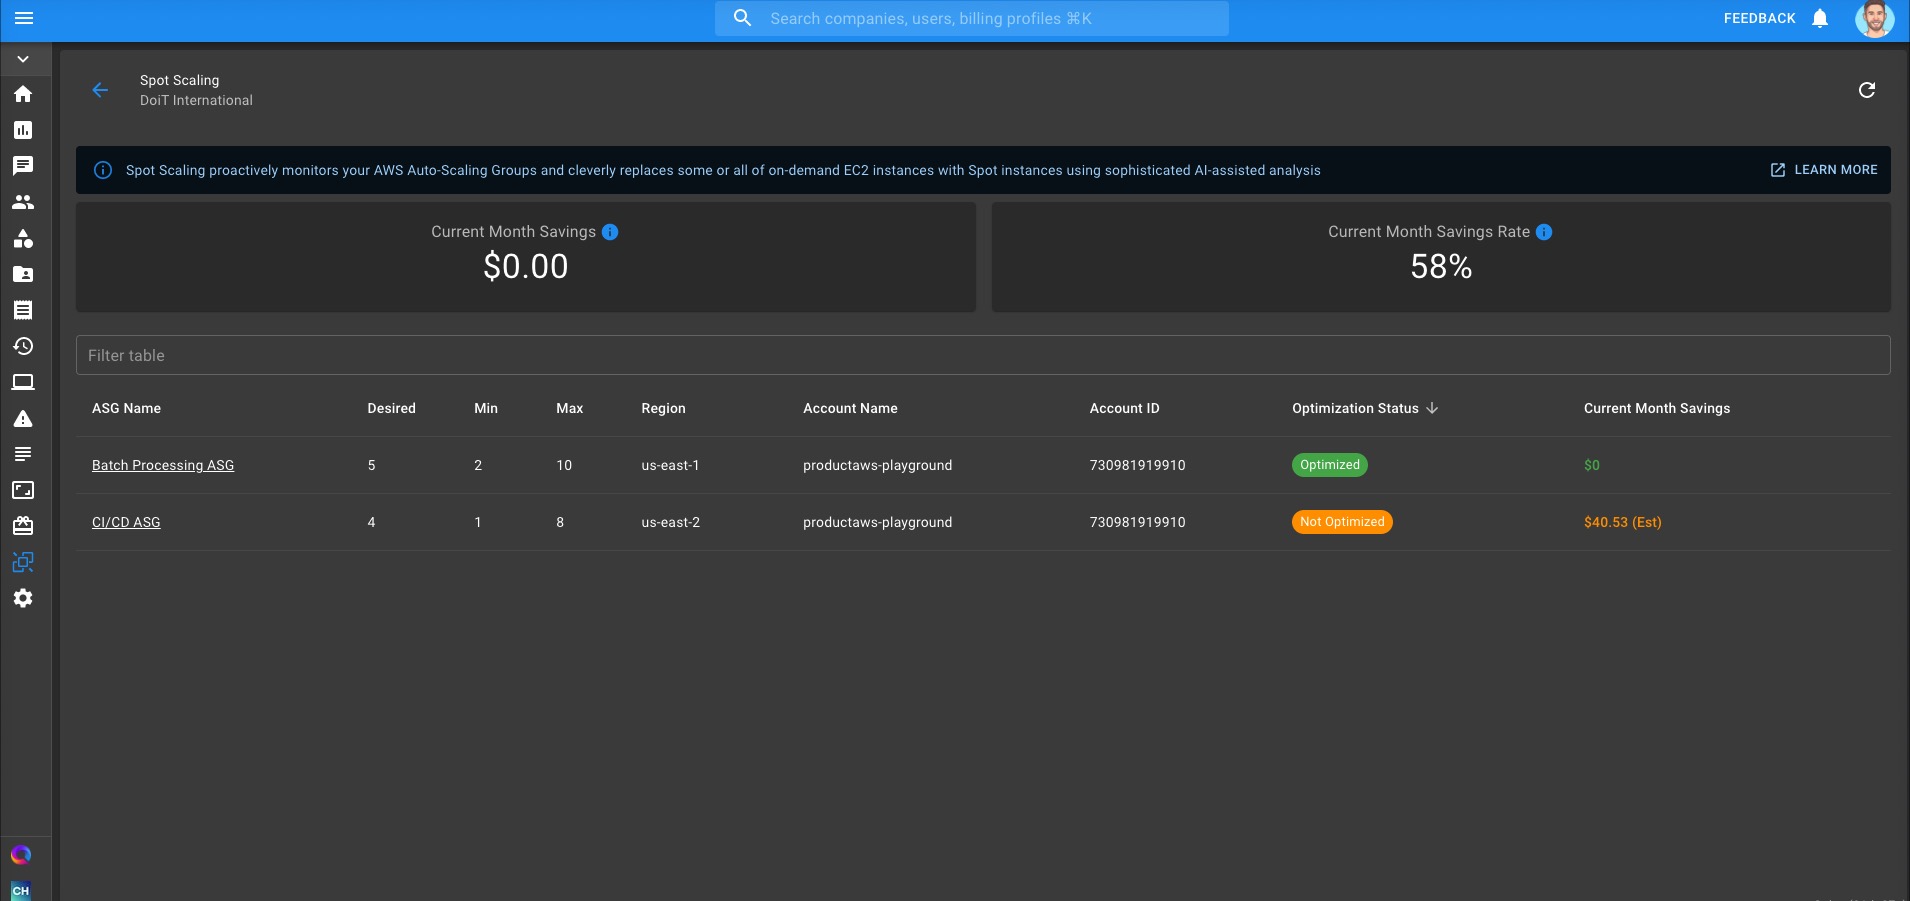 Search companies, users, billing profiles ⌘K
FEEDBACK
Spot Scaling
DoiT International
Spot Scaling proactively monitors your AWS Auto-Scaling Groups and cleverly replaces some or all of on-demand EC2 instances with Spot instances using sophisticated AI-assisted analysis
LEARN MORE
Current Month Savings
$0.00
Current Month Savings Rate
58%
Filter table
ASG Name Desired Min Max Region Account Name Account ID Optimization Status Current Month Savings
Batch Processing ASG 5 2 10 us-east-1 productaws-playground 730981919910 Optimized $0
CI/CD ASG 4 1 8 us-east-2 productaws-playground 730981919910 Not Optimized $40.53 (Est)
CH